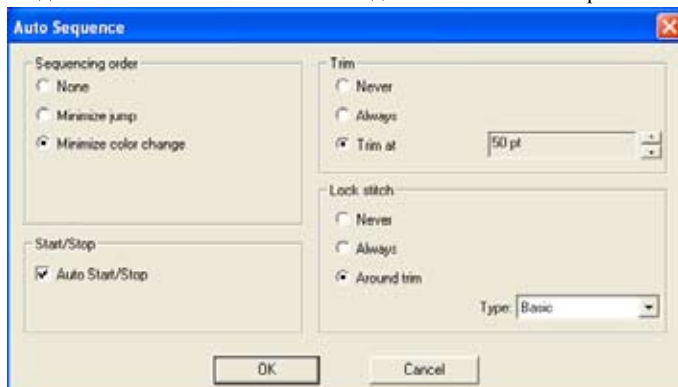 Auto Sequence
Sequencing order
None
Minimize jump
Minimize color change
Start/Stop
Auto Start/Stop
Trim
Never
Always
Trim at 50 pt
Lock stitch
Never
Always
Around trim
Type: Basic
OK Cancel